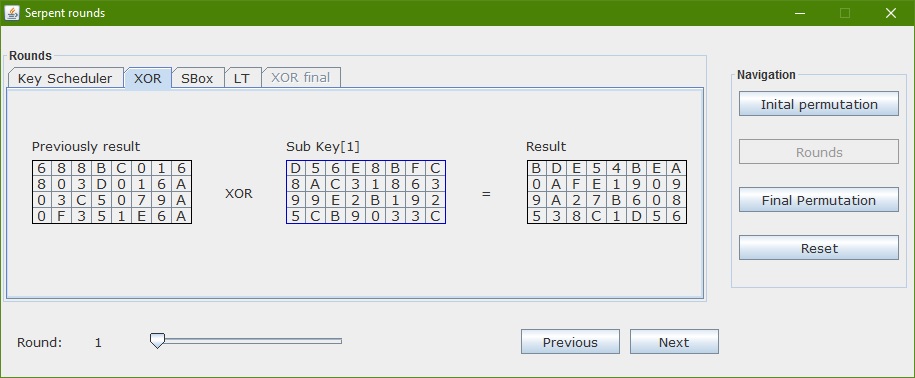 Serpent rounds
Rounds
Key Scheduler XOR SBox LT XOR final
Navigation
Inital permutation
Rounds
Final Permutation
Reset
Previously result
6 8 8 B C 0 1 6
8 0 3 D 0 1 6 A
0 3 C 5 0 7 9 A
0 F 3 5 1 E 6 A
XOR
Sub Key[1]
D 5 6 E 8 B F C
8 A C 3 1 8 6 3
9 9 E 2 B 1 9 2
5 C B 9 0 3 3 C
=
Result
B D E 5 4 B E A
0 A F E 1 9 0 9
9 A 2 7 B 6 0 8
5 3 8 C 1 D 5 6
Round: 1
Previous Next